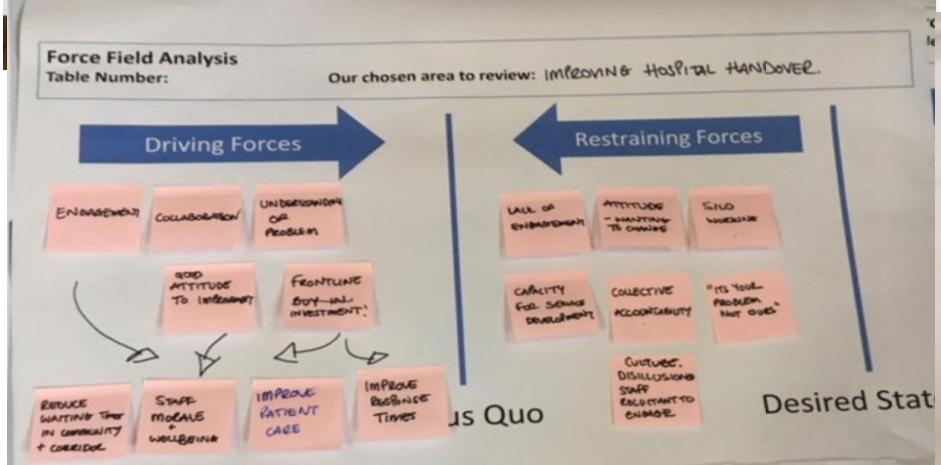 Force Field Analysis
Table Number:
Our chosen area to review: IMPROVING HOSPITAL HANDOVER.
Driving Forces
Restraining Forces
ENGAGEMENT
COLLABORATION
UNDERSTANDING
OF
PROBLEM
GOOD
ATTITUDE
TO IMPROVEMENT
FRONTLINE
BUY-IN
INVESTMENT!
REDUCE
WAITING TIMES
IN COMMUNITY
+ CORRIDOR
STAFF
MORALE
+
WELLBEING
IMPROVE
PATIENT
CARE
IMPROVE
RESPONSE
TIMES
LACK OF
ENGAGEMENT
ATTITUDE
- WANTING
TO CHANGE
SILO
WORKING
CAPACITY
FOR SERVICE
DEVELOPMENT
COLLECTIVE
ACCOUNTABILITY
"ITS YOUR
PROBLEM
NOT OURS"
CULTURE.
DISILLUSIONED
STAFF
RELUCTANT TO
ENGAGE
us Quo
Desired Stat